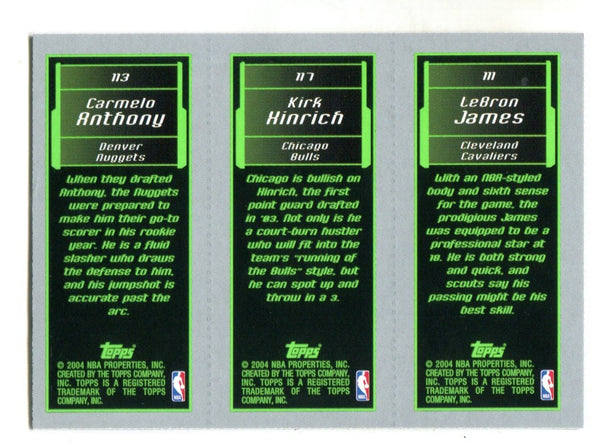 113
Carmelo
Anthony
Denver
Nuggets
When they drafted
Anthony, the Nuggets
were prepared to
make him their go-to
scorer in his rookie
year. He is a fluid
slasher who draws
the defense to him,
and his jumpshot is
accurate past the
arc.
Topps
© 2004 NBA PROPERTIES, INC.
CREATED BY THE TOPPS COMPANY,
INC. TOPPS IS A REGISTERED
TRADEMARK OF THE TOPPS
COMPANY, INC.
117
Kirk
Hinrich
Chicago
Bulls
Chicago is bullish on
Hinrich, the first
point guard drafted
in '03. Not only is he
a court-burn hustler
who will fit into the
team's "running of
the Bulls" style, but
he can spot up and
throw in a 3.
Topps
© 2004 NBA PROPERTIES, INC.
CREATED BY THE TOPPS COMPANY,
INC. TOPPS IS A REGISTERED
TRADEMARK OF THE TOPPS
COMPANY, INC.
111
LeBron
James
Cleveland
Cavaliers
With an NBA-styled
body and sixth sense
for the game, the
prodigious James
was equipped to be a
professional star at
18. He is both strong
and quick, and
scouts say his
passing might be his
best skill.
Topps
© 2004 NBA PROPERTIES, INC.
CREATED BY THE TOPPS COMPANY,
INC. TOPPS IS A REGISTERED
TRADEMARK OF THE TOPPS
COMPANY, INC.